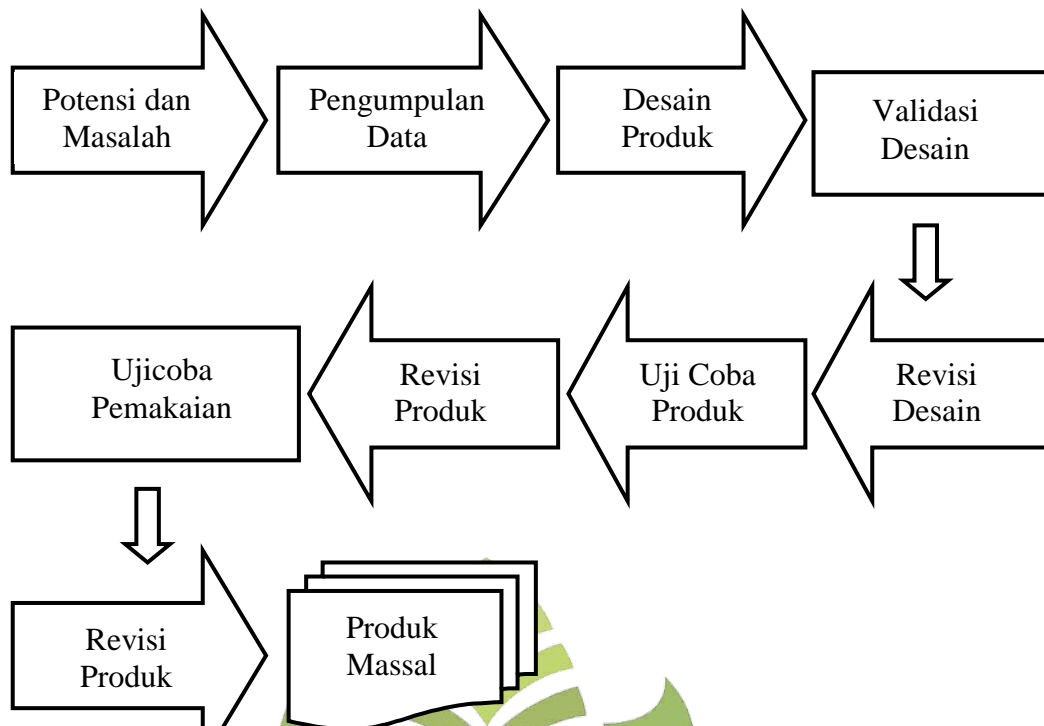 Potensi dan
Masalah
Pengumpulan
Data
Desain
Produk
Validasi
Desain
Revisi
Desain
Uji Coba
Produk
Revisi
Produk
Ujicoba
Pemakaian
Revisi
Produk
Produk
Massal